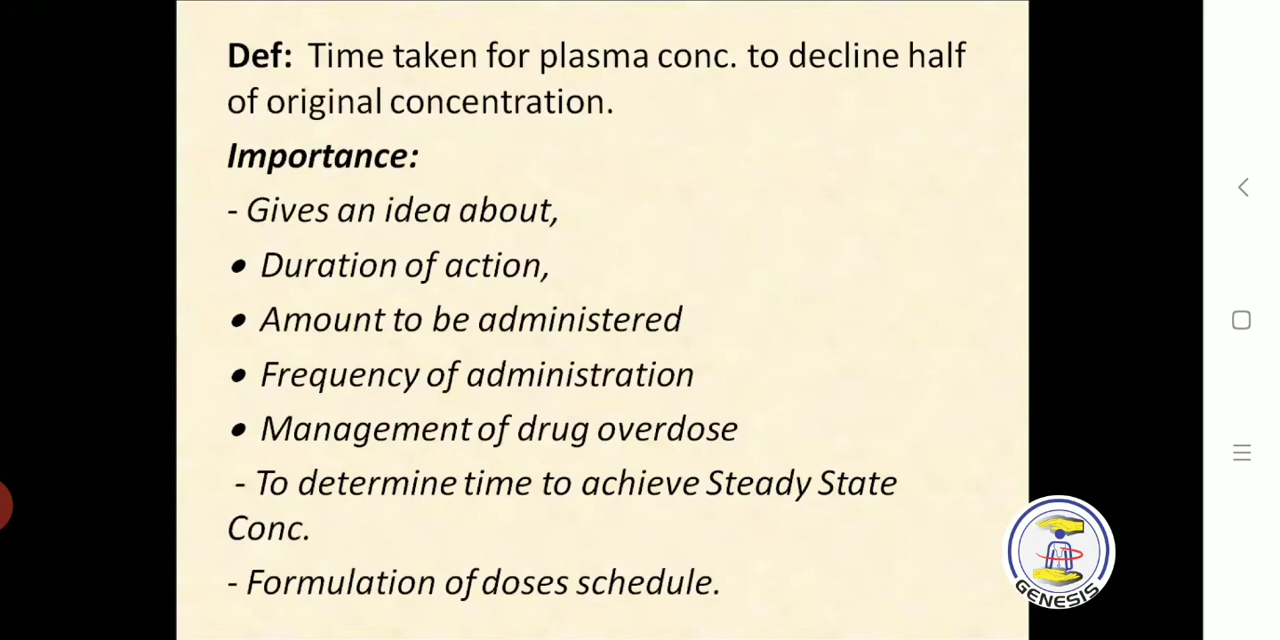 Def: Time taken for plasma conc. to decline half
of original concentration.
Importance:
- Gives an idea about,
• Duration of action,
• Amount to be administered
• Frequency of administration
• Management of drug overdose
- To determine time to achieve Steady State
Conc.
- Formulation of doses schedule.
GENESIS